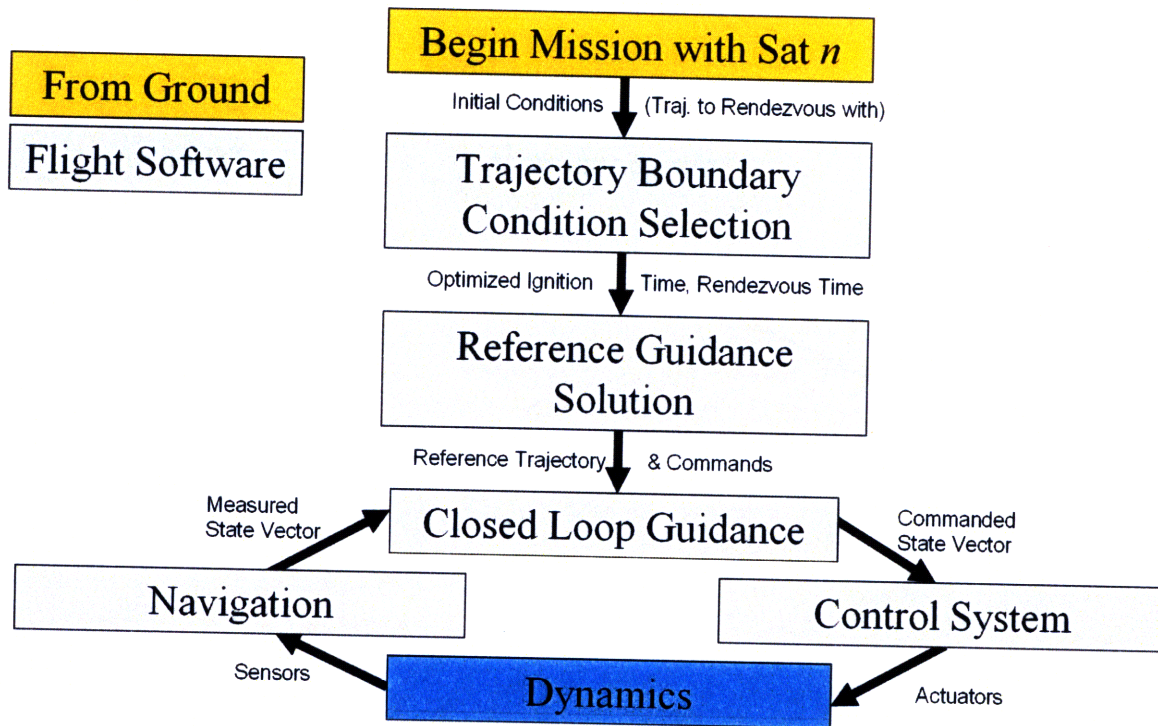 Begin Mission with Sat n
From Ground
Flight Software
Initial Conditions (Traj. to Rendezvous with)
Trajectory Boundary
Condition Selection
Optimized Ignition Time, Rendezvous Time
Reference Guidance
Solution
Reference Trajectory & Commands
Measured
State Vector
Closed Loop Guidance
Commanded
State Vector
Navigation
Control System
Sensors
Dynamics
Actuators